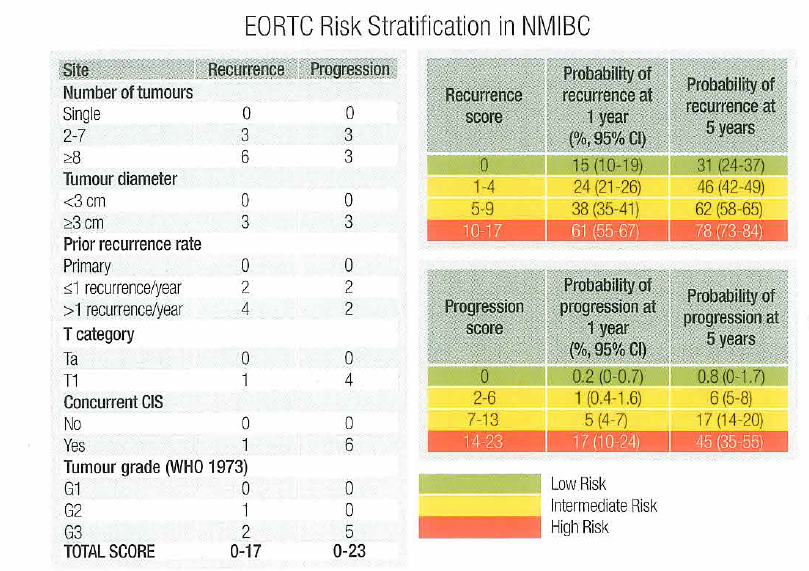 EORTC Risk Stratification in NMIBC
Site Recurrence Progression
Number of tumours
Single 0 0
2-7 3 3
≥8 6 3
Tumour diameter
<3 cm 0 0
≥3 cm 3 3
Prior recurrence rate
Primary 0 0
≤1 recurrence/year 2 2
>1 recurrence/year 4 2
T category
Ta 0 0
T1 1 4
Concurrent CIS
No 0 0
Yes 1 6
Tumour grade (WHO 1973)
G1 0 0
G2 1 0
G3 2 5
TOTAL SCORE 0-17 0-23
Recurrence
score
Probability of
recurrence at
1 year
(%, 95% CI)
Probability of
recurrence at
5 years
0 15 (10-19) 31 (24-37)
1-4 24 (21-26) 46 (42-49)
5-9 38 (35-41) 62 (58-65)
10-17 61 (55-67) 78 (73-84)
Progression
score
Probability of
progression at
1 year
(%, 95% CI)
Probability of
progression at
5 years
0 0.2 (0-0.7) 0.8 (0-1.7)
2-6 1 (0.4-1.6) 6 (5-8)
7-13 5 (4-7) 17 (14-20)
14-23 17 (10-24) 45 (35-55)
Low Risk
Intermediate Risk
High Risk